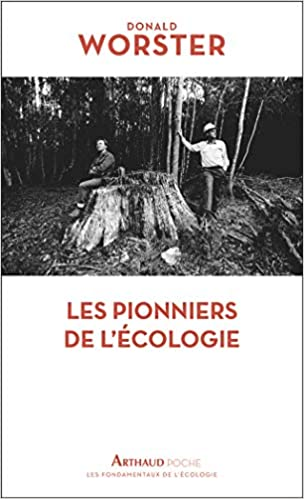 DONALD
WORSTER
LES PIONNIERS
DE L'ÉCOLOGIE
ARTHAUD POCHE
LES FONDAMENTAUX DE L'ÉCOLOGIE